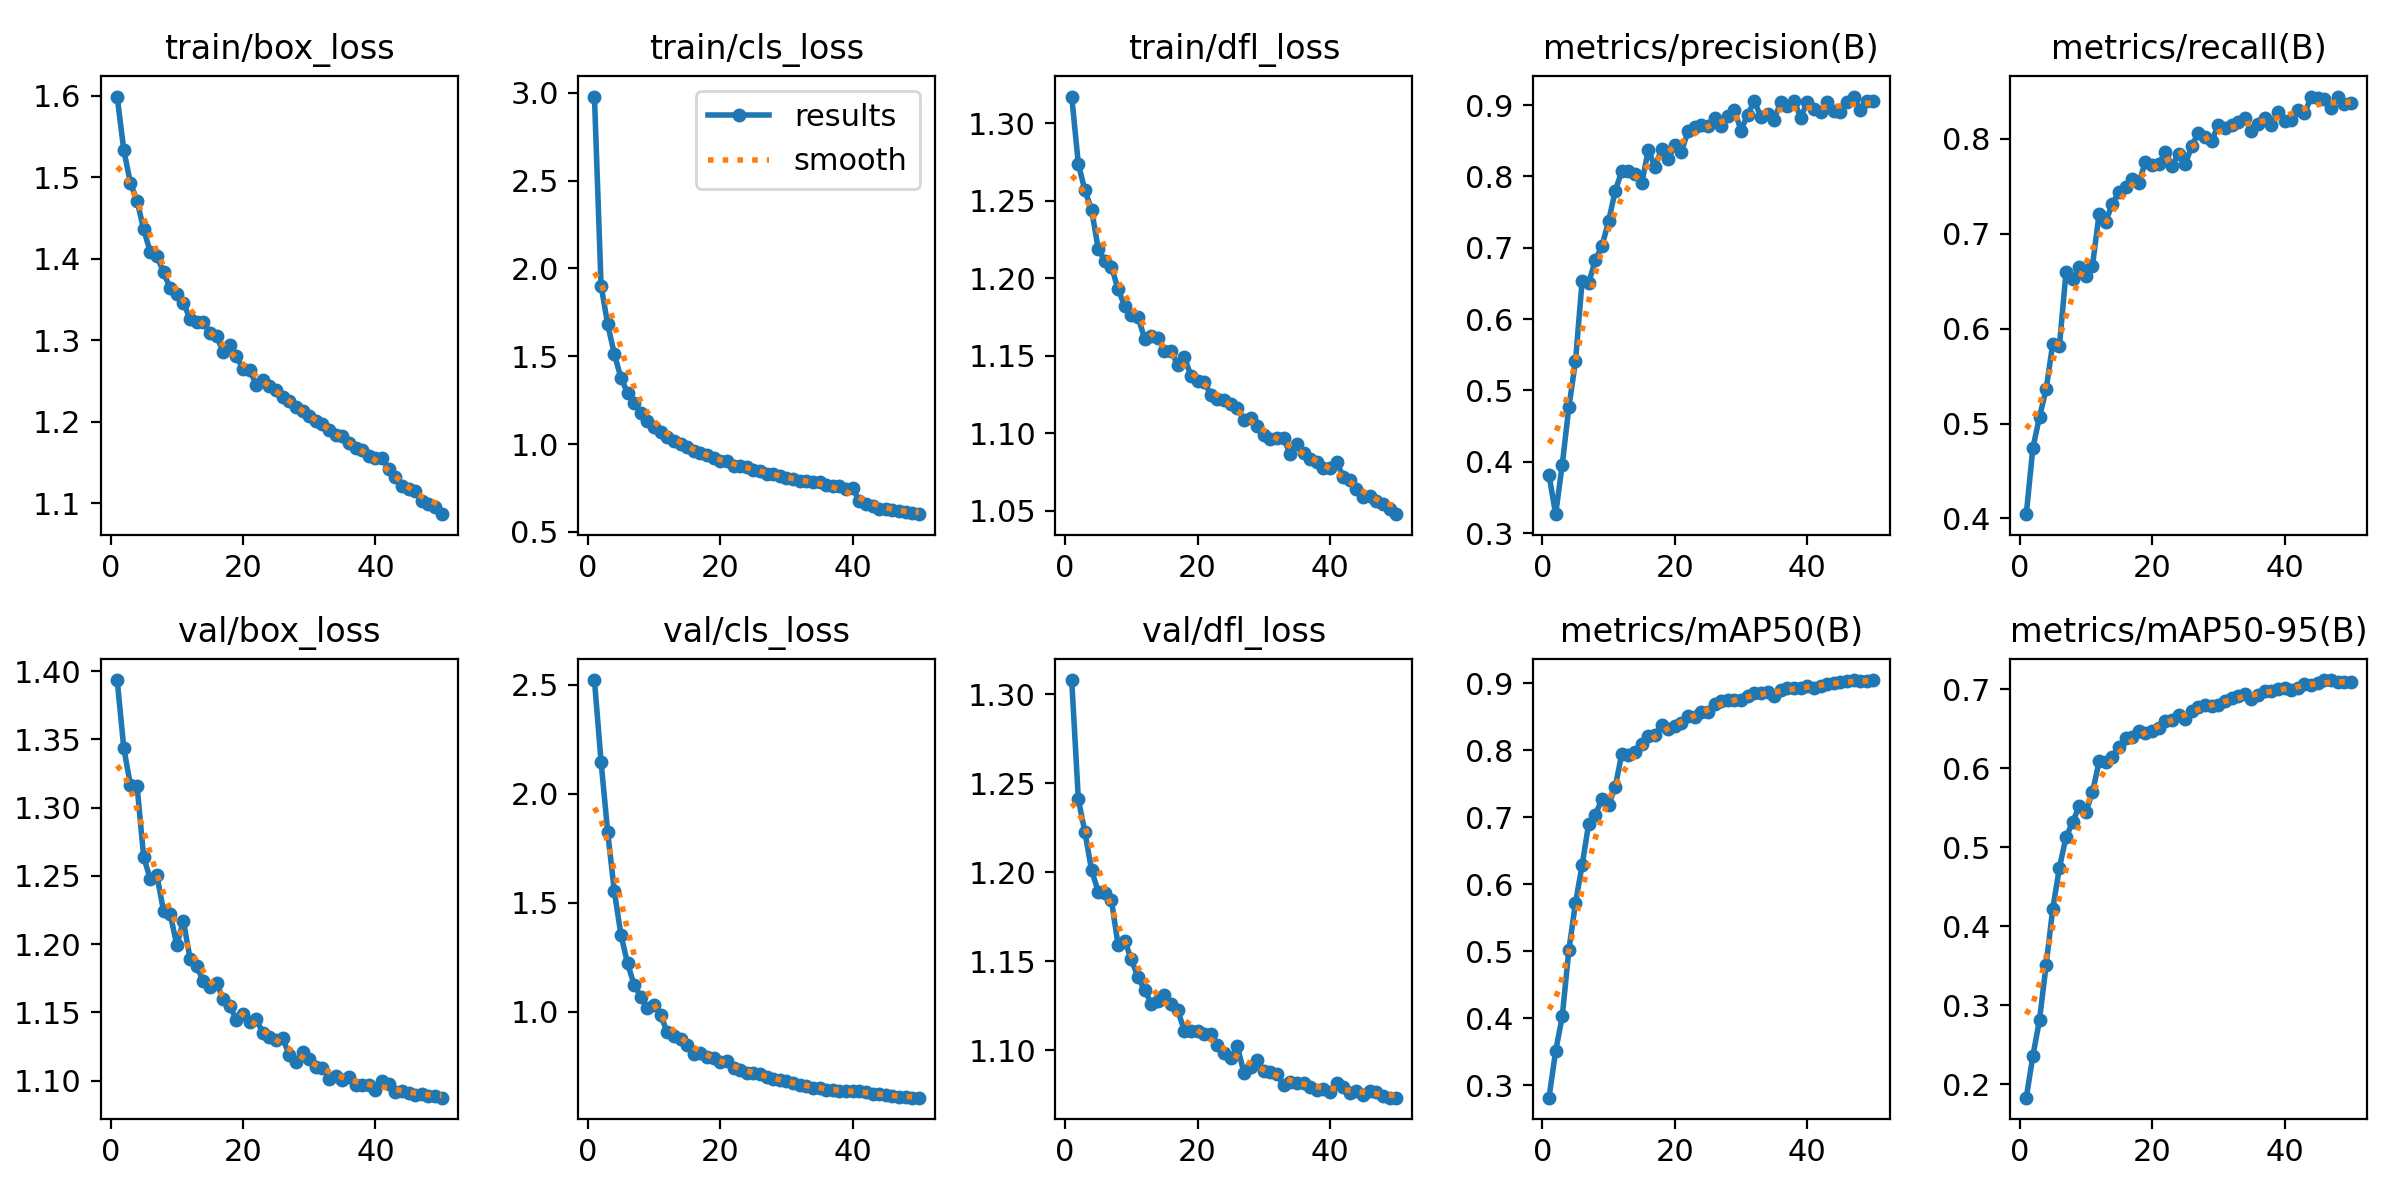 train/box_loss
1.6
1.5
1.4
1.3
1.2
1.1
0 20 40
train/cls_loss
results
smooth
3.0
2.5
2.0
1.5
1.0
0.5
0 20 40
train/dfl_loss
1.30
1.25
1.20
1.15
1.10
1.05
0 20 40
metrics/precision(B)
0.9
0.8
0.7
0.6
0.5
0.4
0.3
0 20 40
metrics/recall(B)
0.8
0.7
0.6
0.5
0.4
0 20 40
val/box_loss
1.40
1.35
1.30
1.25
1.20
1.15
1.10
0 20 40
val/cls_loss
2.5
2.0
1.5
1.0
0 20 40
val/dfl_loss
1.30
1.25
1.20
1.15
1.10
0 20 40
metrics/mAP50(B)
0.9
0.8
0.7
0.6
0.5
0.4
0.3
0 20 40
metrics/mAP50-95(B)
0.7
0.6
0.5
0.4
0.3
0.2
0 20 40